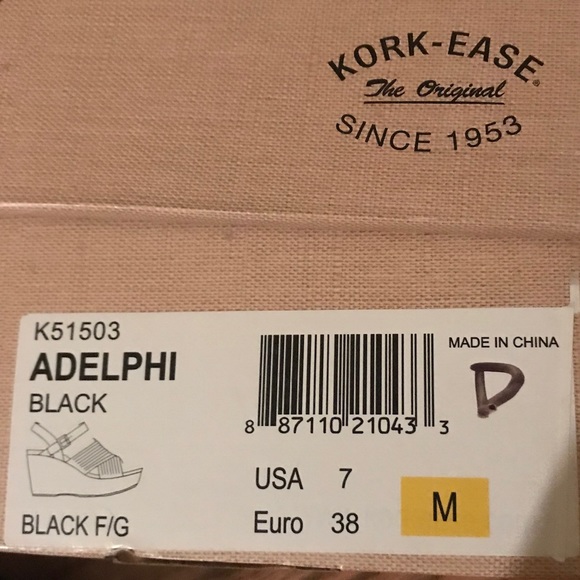 KORK-EASE®
The Original
SINCE 1953
K51503
ADELPHI
BLACK
MADE IN CHINA
D
8 87110 21043 3
USA 7
Euro 38
M
BLACK F/G